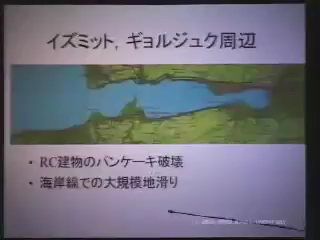 イズミット，ギョルジュク周辺
・RC建物のパンケーキ破壊
・海岸線での大規模地滑り